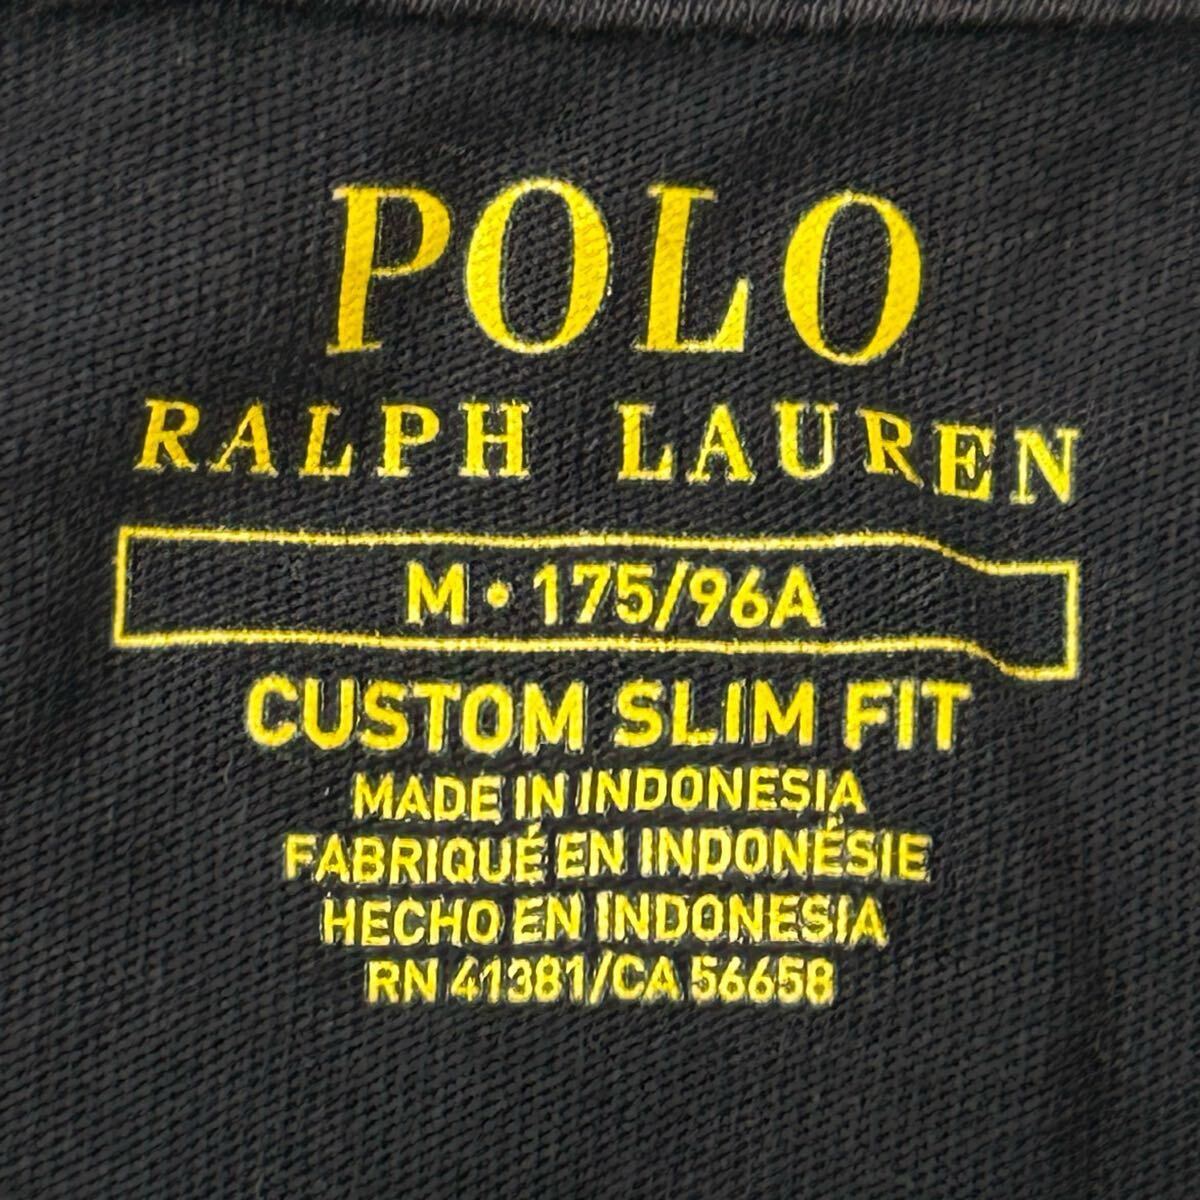 POLO
RALPH LAUREN
M • 175/96A
CUSTOM SLIM FIT
MADE IN INDONESIA
FABRIQUÉ EN INDONÉSIE
HECHO EN INDONESIA
RN 41381/CA 56658